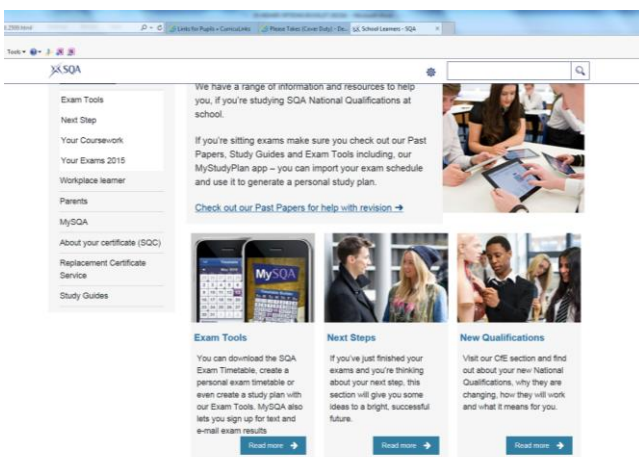 2509.html
Links for Pupils • CurricuLinks
Please Take: (Cover Duty) - De...
School Learners - SQA
Tools
SQA
Exam Tools
Next Step
Your Coursework
Your Exams 2015
Workplace learner
Parents
MySQA
About your certificate (SQC)
Replacement Certificate
Service
Study Guides
We have a range of information and resources to help
you, if you're studying SQA National Qualifications at
school.
If you're sitting exams make sure you check out our Past
Papers, Study Guides and Exam Tools including, our
MyStudyPlan app – you can import your exam schedule
and use it to generate a personal study plan.
Check out our Past Papers for help with revision →
MySQA
Exam Tools
You can download the SQA
Exam Timetable, create a
personal exam timetable or
even create a study plan with
our Exam Tools. MySQA also
lets you sign up for text and
e-mail exam results
Read more →
Next Steps
If you've just finished your
exams and you're thinking
about your next step, this
section will give you some
ideas to a bright, successful
future.
Read more →
New Qualifications
Visit our CfE section and find
out about your new National
Qualifications, why they are
changing, how they will work
and what it means for you.
Read more →